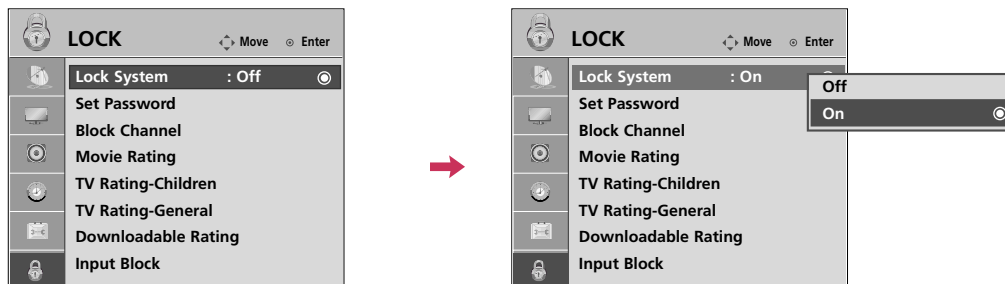 LOCK Move Enter
Lock System : Off
Set Password
Block Channel
Movie Rating
TV Rating-Children
TV Rating-General
Downloadable Rating
Input Block
LOCK Move Enter
Lock System : On
Off
On
Set Password
Block Channel
Movie Rating
TV Rating-Children
TV Rating-General
Downloadable Rating
Input Block